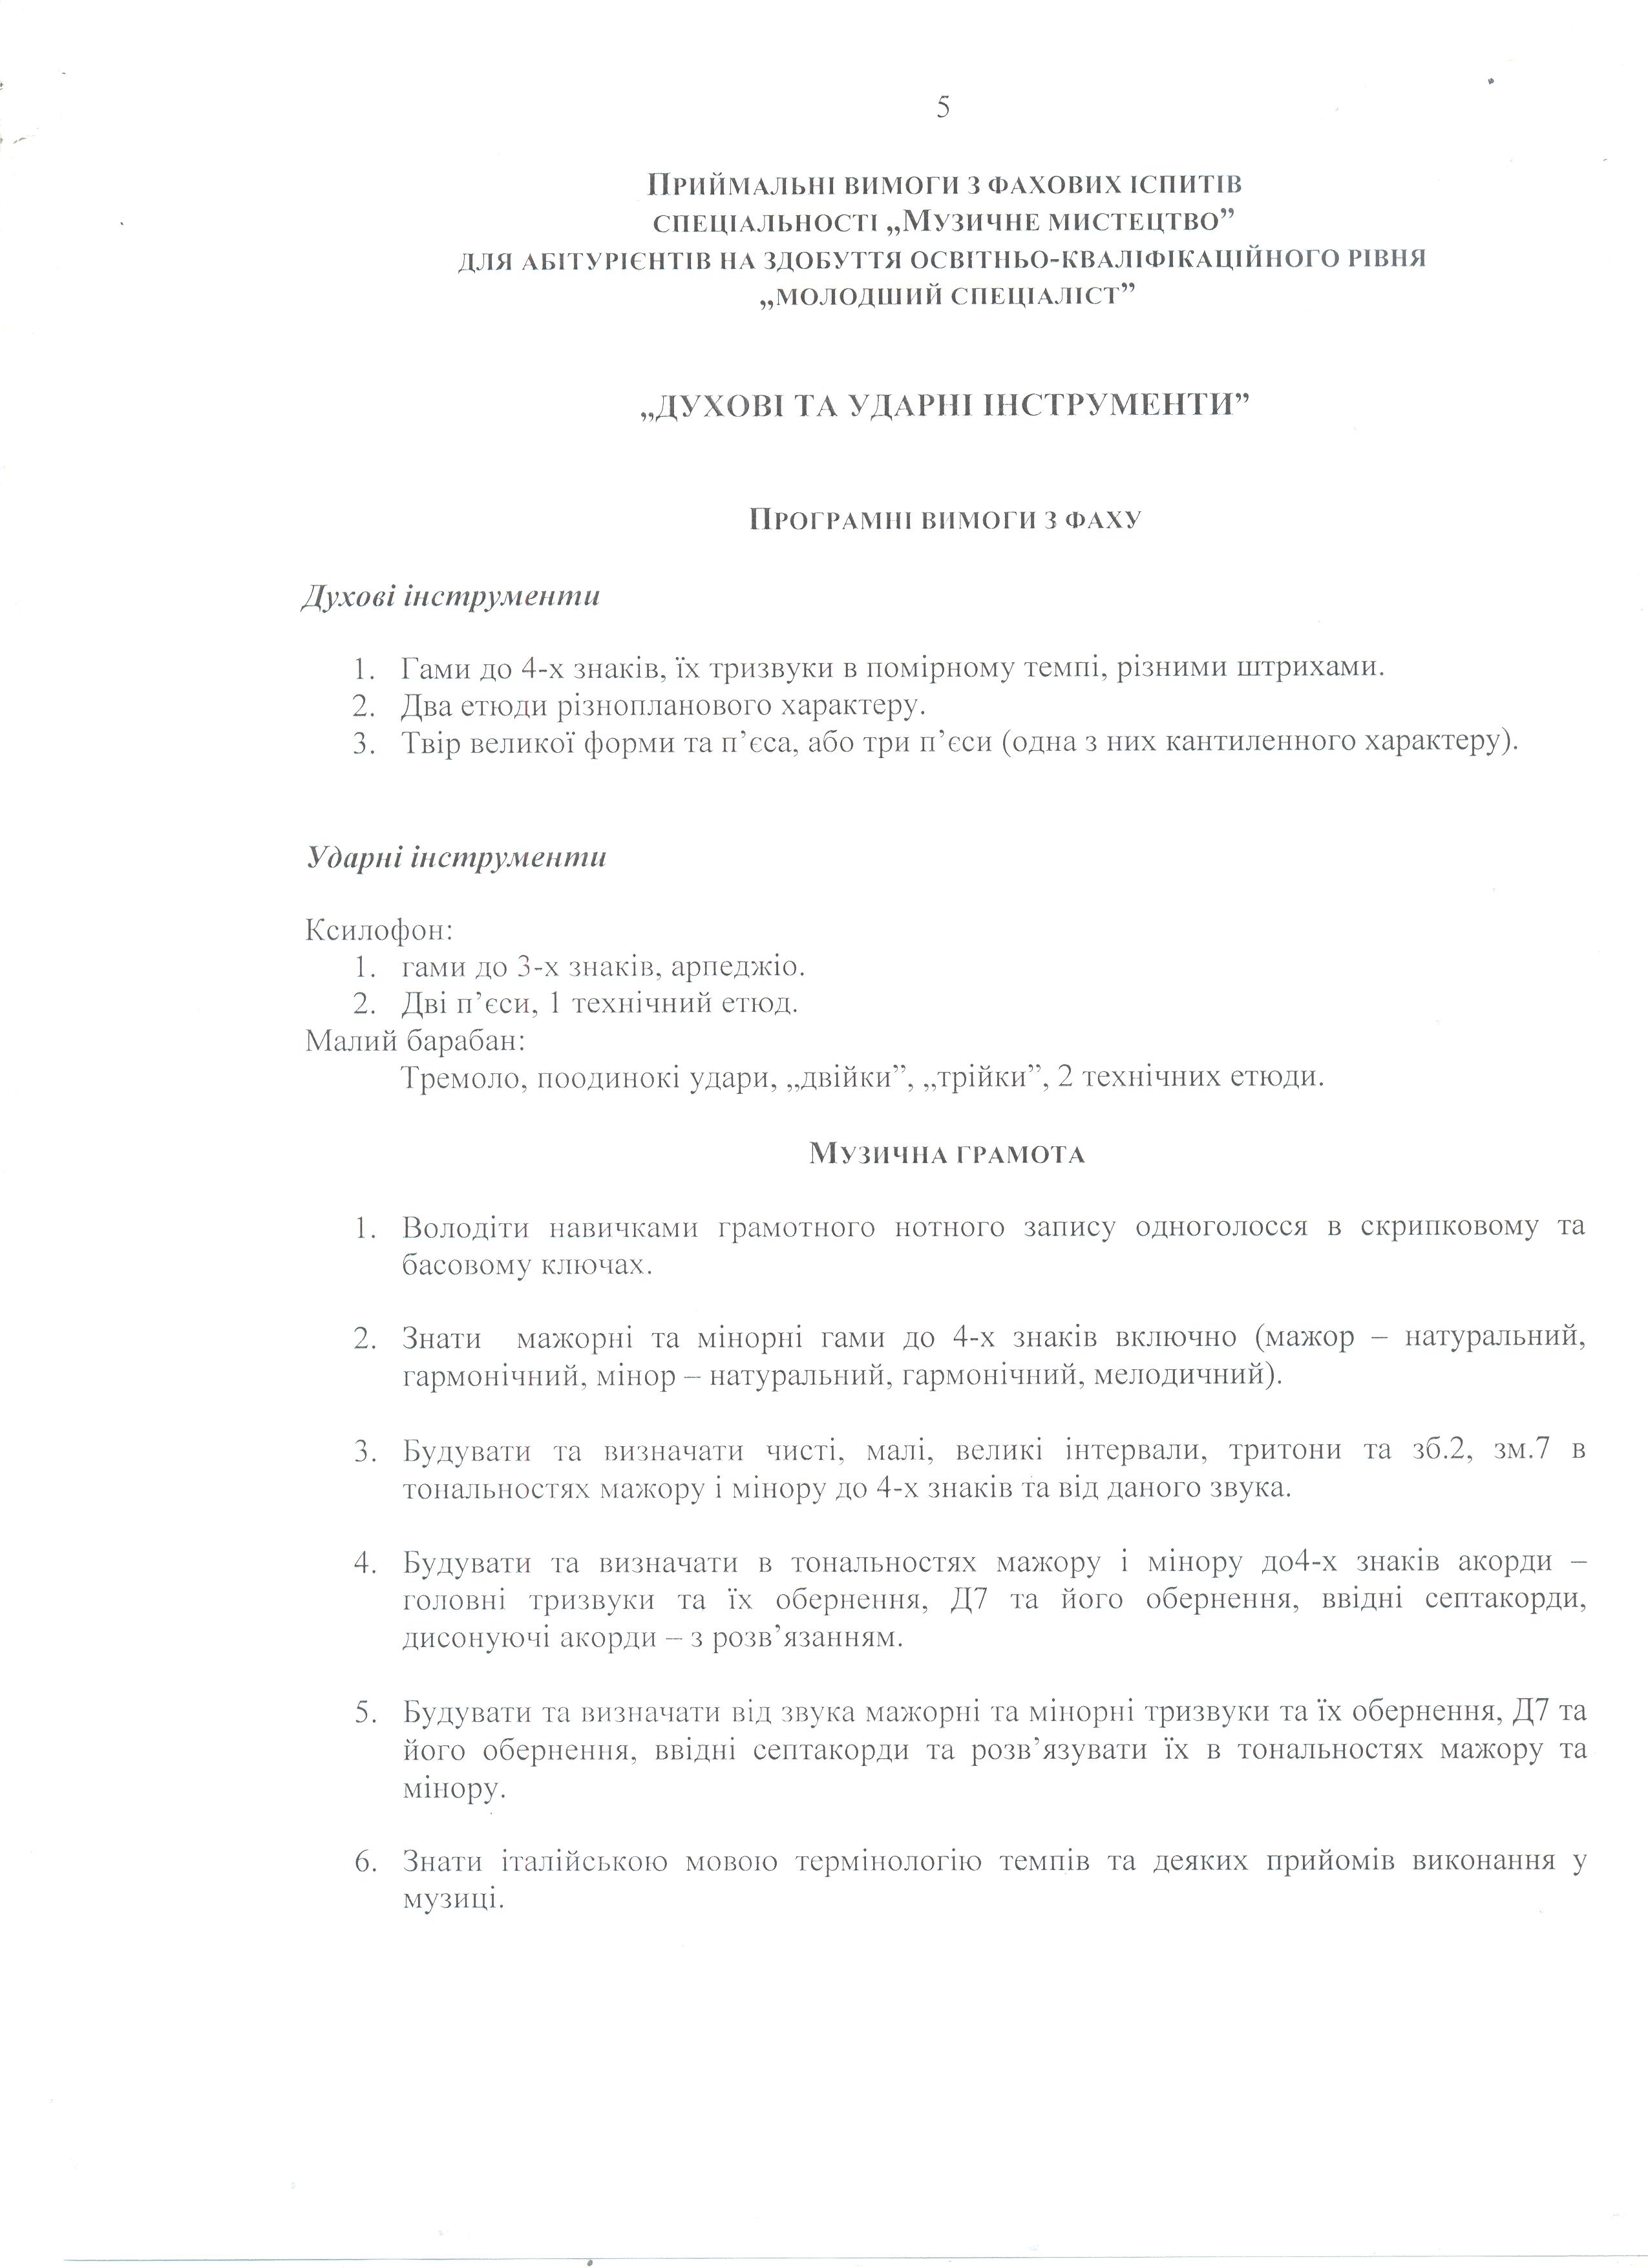 5
Приймальні вимоги з фахових іспитів
спеціальності „Музичне мистецтво”
для абітурієнтів на здобуття освітньо-кваліфікаційного рівня
„молодший спеціаліст”
„ДУХОВІ ТА УДАРНІ ІНСТРУМЕНТИ”
Програмні вимоги з фаху
Духові інструменти
1. Гами до 4-х знаків, їх тризвуки в помірному темпі, різними штрихами.
2. Два етюди різнопланового характеру.
3. Твір великої форми та п’єса, або три п’єси (одна з них кантиленного характеру).
Ударні інструменти
Ксилофон:
1. гами до 3-х знаків, арпеджіо.
2. Дві п’єси, 1 технічний етюд.
Малий барабан:
Тремоло, поодинокі удари, „двійки”, „трійки”, 2 технічних етюди.
Музична грамота
1. Володіти навичками грамотного нотного запису одноголосся в скрипковому та
басовому ключах.
2. Знати мажорні та мінорні гами до 4-х знаків включно (мажор – натуральний,
гармонічний, мінор – натуральний, гармонічний, мелодичний).
3. Будувати та визначати чисті, малі, великі інтервали, тритони та зб.2, зм.7 в
тональностях мажору і мінору до 4-х знаків та від даного звука.
4. Будувати та визначати в тональностях мажору і мінору до4-х знаків акорди –
головні тризвуки та їх обернення, Д7 та його обернення, ввідні септакорди,
дисонуючі акорди – з розв’язанням.
5. Будувати та визначати від звука мажорні та мінорні тризвуки та їх обернення, Д7 та
його обернення, ввідні септакорди та розв’язувати їх в тональностях мажору та
мінору.
6. Знати італійською мовою термінологію темпів та деяких прийомів виконання у
музиці.